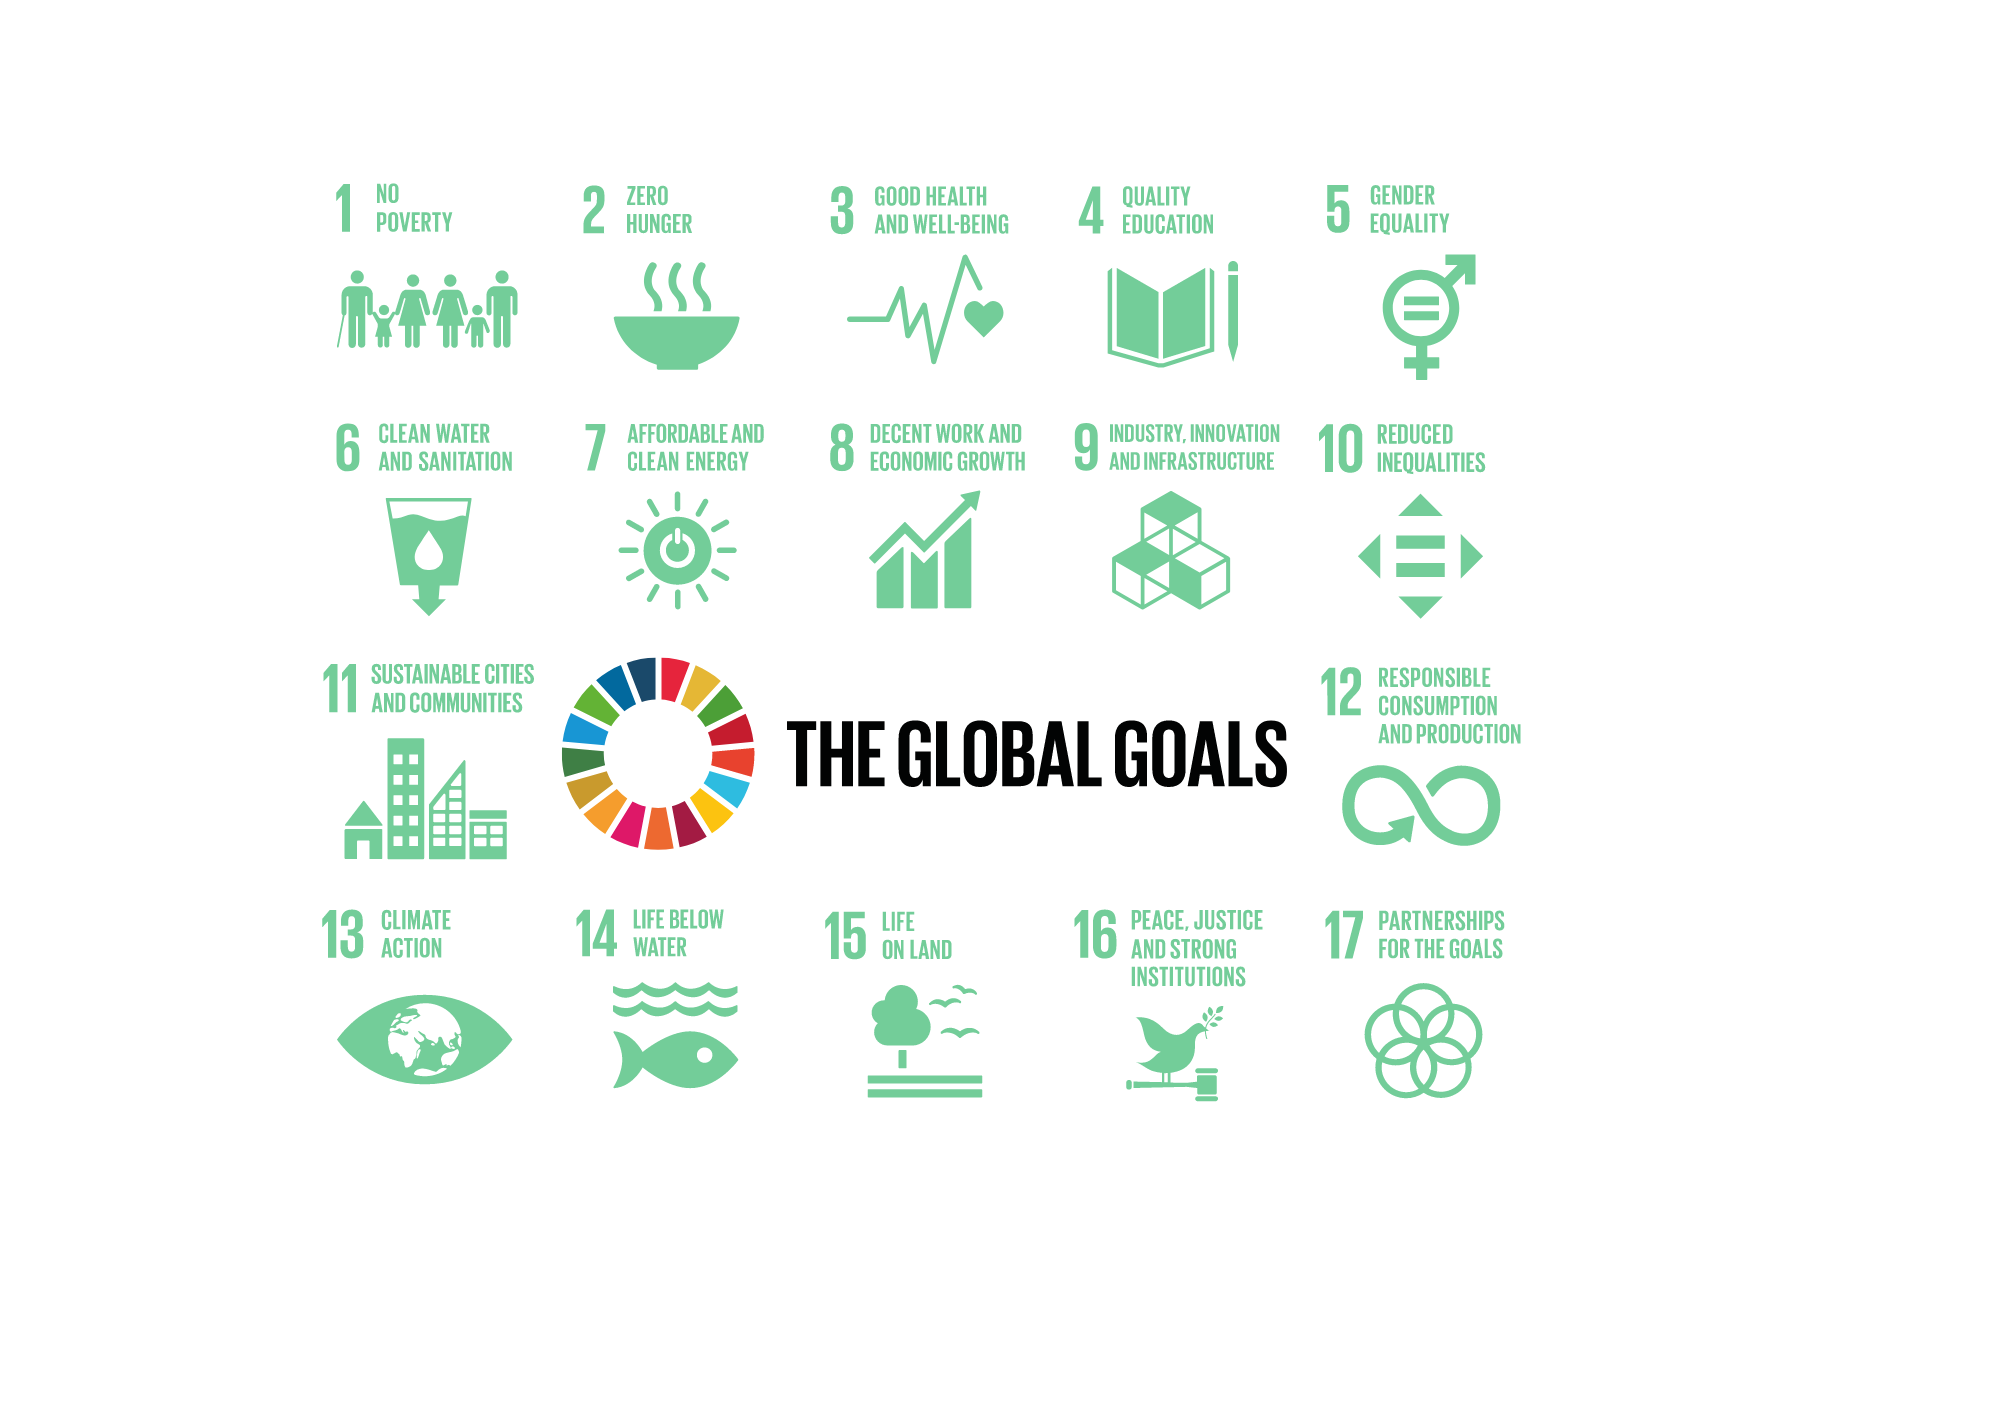 1 NO
POVERTY
2 ZERO
HUNGER
3 GOOD HEALTH
AND WELL-BEING
4 QUALITY
EDUCATION
5 GENDER
EQUALITY
6 CLEAN WATER
AND SANITATION
7 AFFORDABLE AND
CLEAN ENERGY
8 DECENT WORK AND
ECONOMIC GROWTH
9 INDUSTRY, INNOVATION
AND INFRASTRUCTURE
10 REDUCED
INEQUALITIES
11 SUSTAINABLE CITIES
AND COMMUNITIES
THE GLOBAL GOALS
12 RESPONSIBLE
CONSUMPTION
AND PRODUCTION
13 CLIMATE
ACTION
14 LIFE BELOW
WATER
15 LIFE
ON LAND
16 PEACE, JUSTICE
AND STRONG
INSTITUTIONS
17 PARTNERSHIPS
FOR THE GOALS